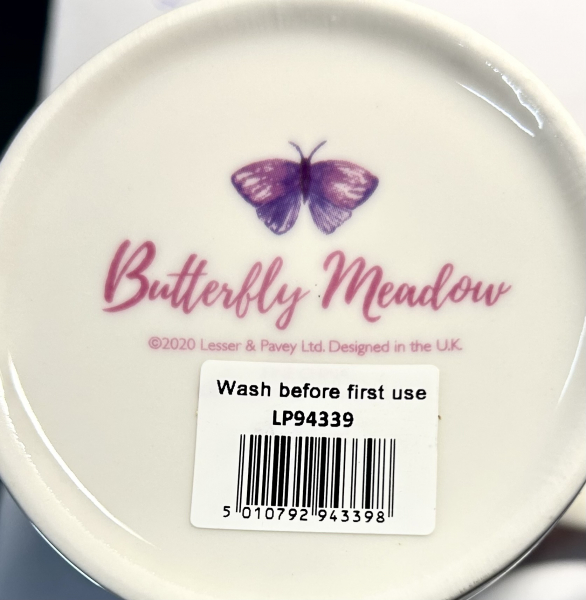 Butterfly Meadow
©2020 Lesser & Pavey Ltd. Designed in the U.K.
Wash before first use
LP94339
5 010792 943398